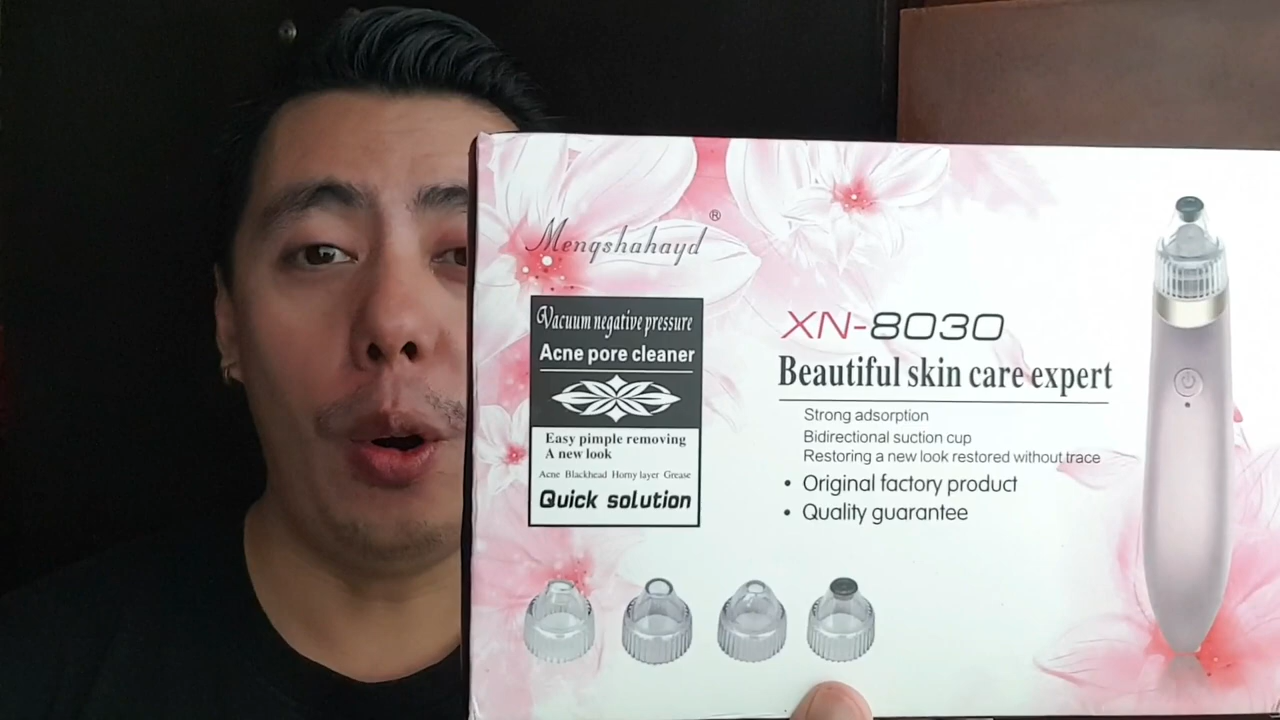 Mengshahayd®
Vacuum negative pressure
Acne pore cleaner
Easy pimple removing
A new look
Acne Blackhead Horny layer Grease
Quick solution
XN-8030
Beautiful skin care expert
Strong adsorption
Bidirectional suction cup
Restoring a new look restored without trace
• Original factory product
• Quality guarantee